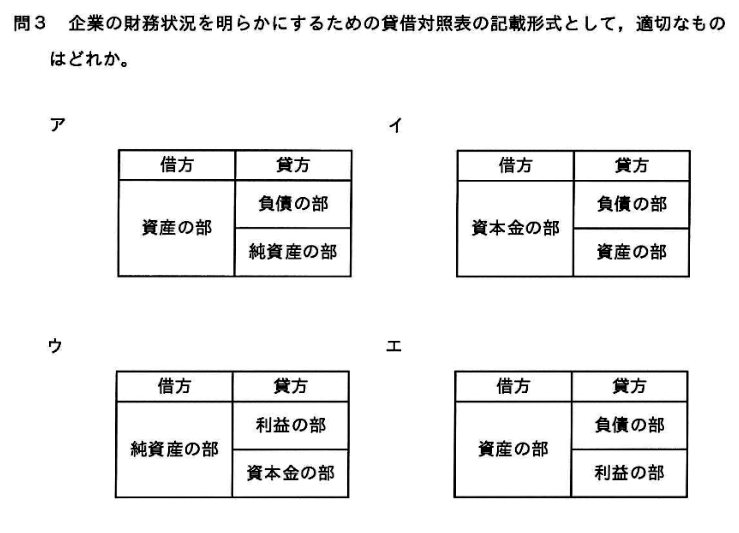 問３　企業の財務状況を明らかにするための貸借対照表の記載形式として，適切なもの
はどれか。
ア
借方　貸方
資産の部
負債の部
純資産の部
イ
借方　貸方
資本金の部
負債の部
資産の部
ウ
借方　貸方
純資産の部
利益の部
資本金の部
エ
借方　貸方
資産の部
負債の部
利益の部